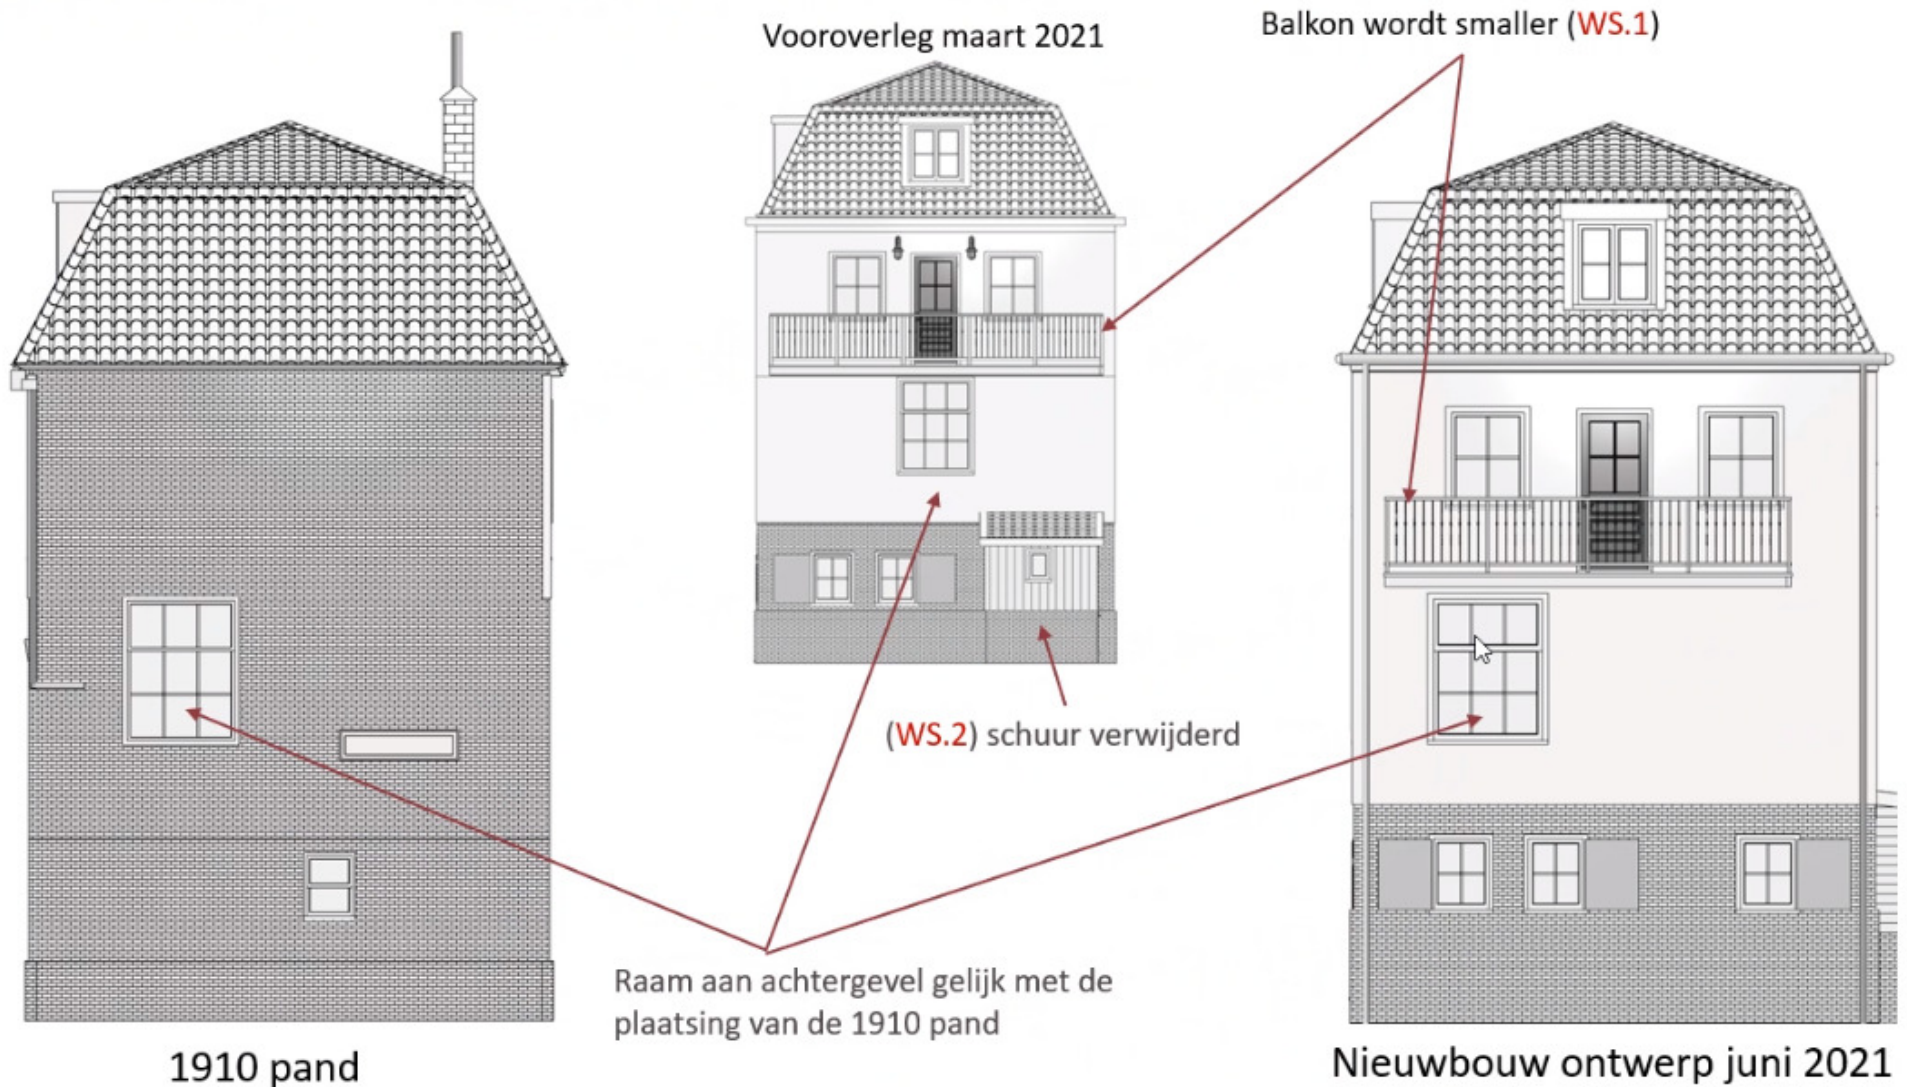 Vooroverleg maart 2021
Balkon wordt smaller (WS.1)
(WS.2) schuur verwijderd
Raam aan achtergevel gelijk met de
plaatsing van de 1910 pand
1910 pand
Nieuwbouw ontwerp juni 2021